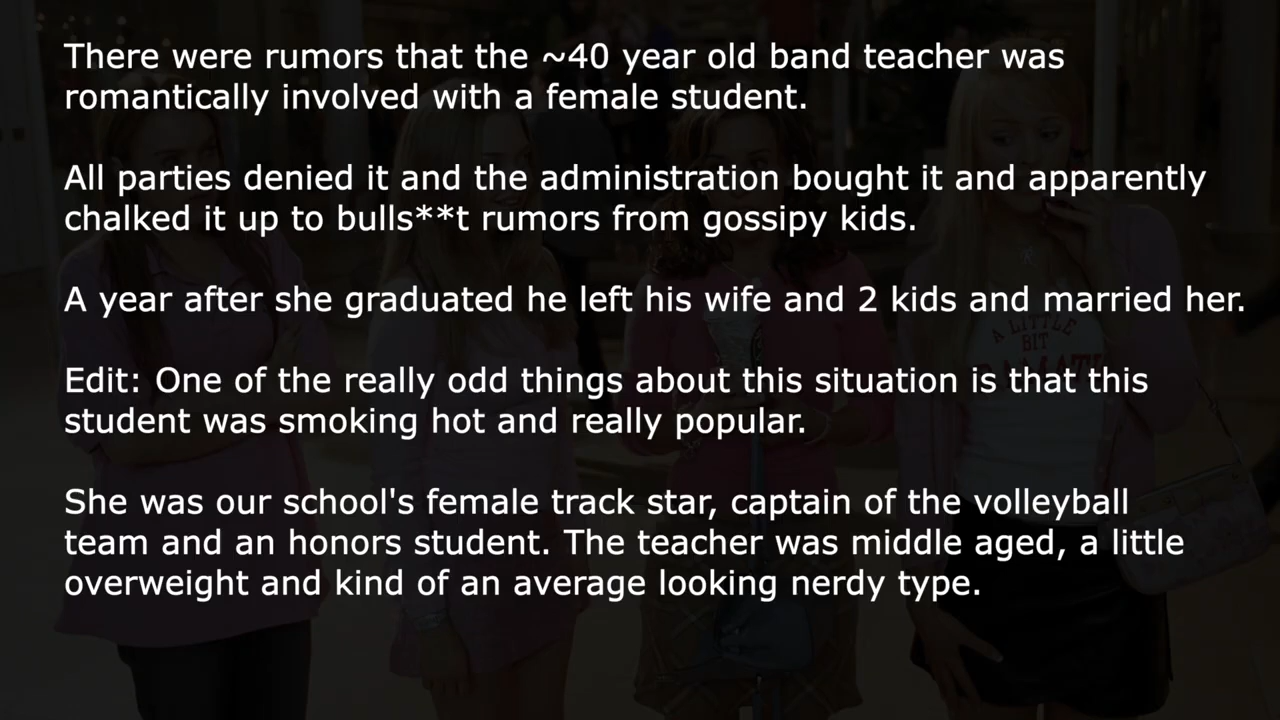 There were rumors that the ~40 year old band teacher was
romantically involved with a female student.
All parties denied it and the administration bought it and apparently
chalked it up to bulls**t rumors from gossipy kids.
A year after she graduated he left his wife and 2 kids and married her.
Edit: One of the really odd things about this situation is that this
student was smoking hot and really popular.
She was our school's female track star, captain of the volleyball
team and an honors student. The teacher was middle aged, a little
overweight and kind of an average looking nerdy type.
A LITTLE
BIT